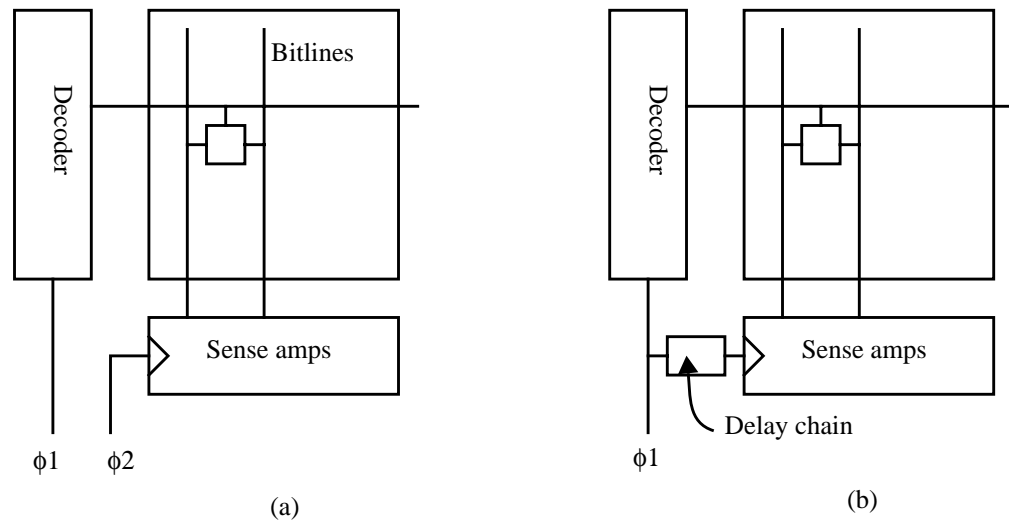 Bitlines
Decoder
Sense amps
ϕ1
ϕ2
(a)
Decoder
Sense amps
Delay chain
ϕ1
(b)